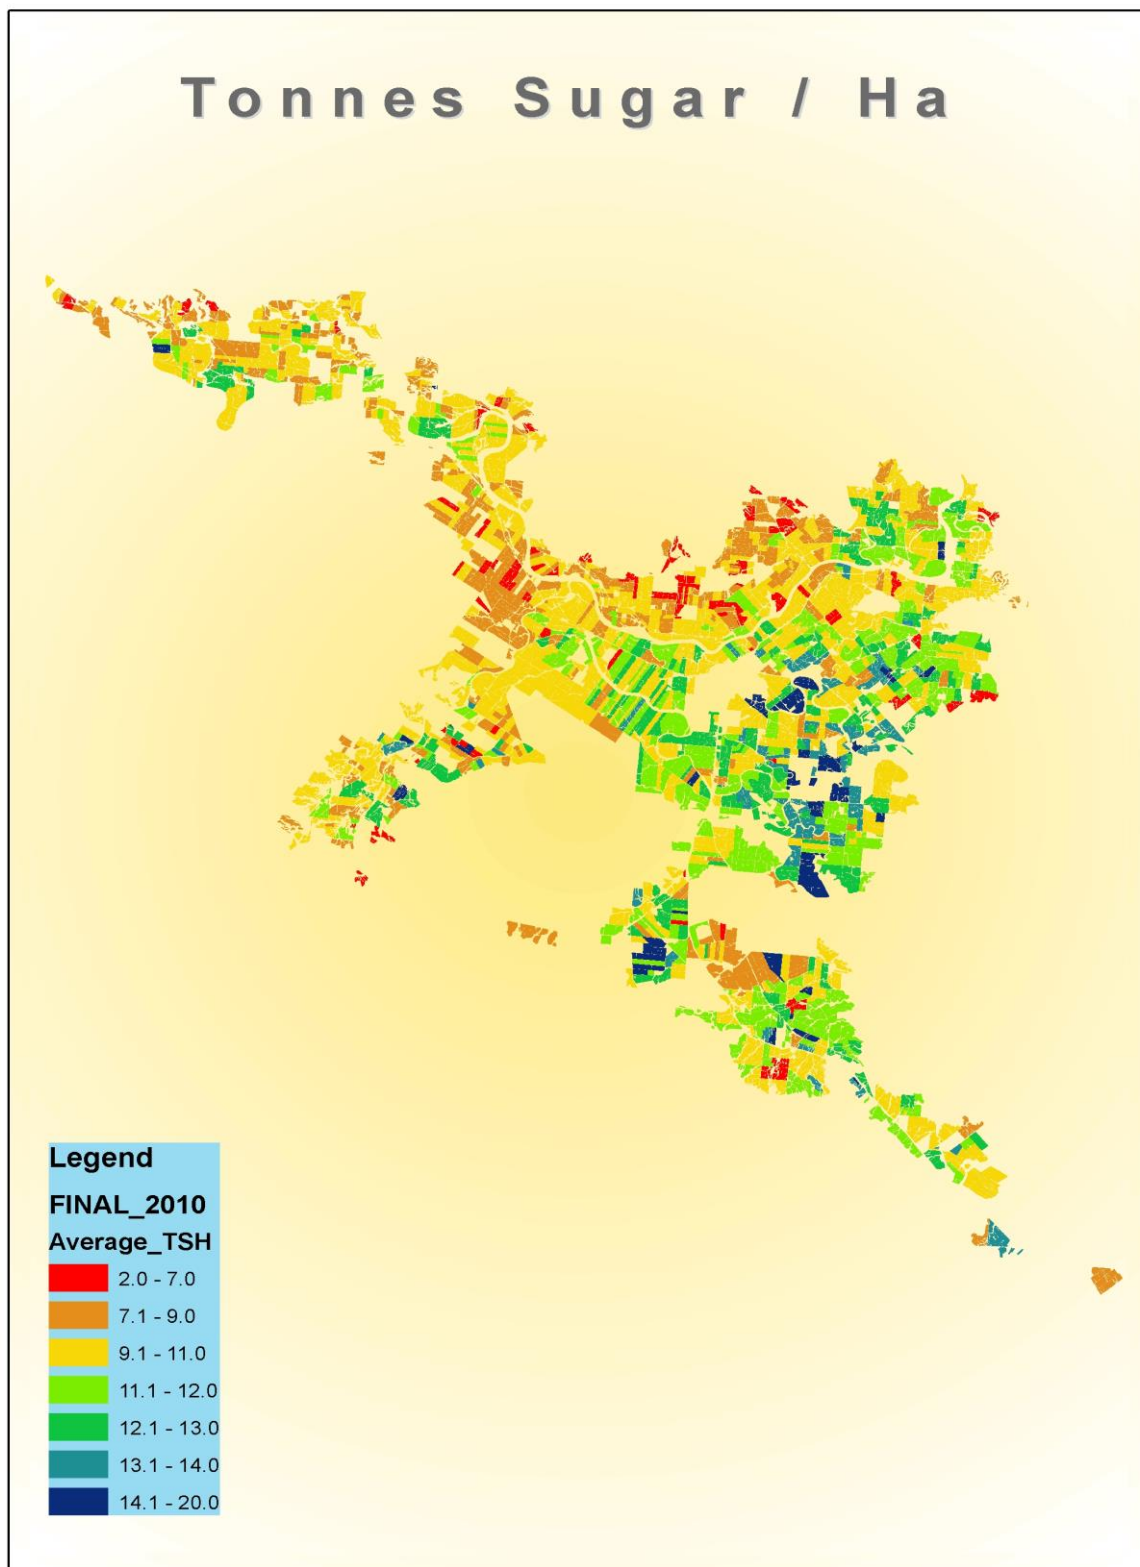 Tonnes Sugar / Ha
Legend
FINAL_2010
Average_TSH
2.0 - 7.0
7.1 - 9.0
9.1 - 11.0
11.1 - 12.0
12.1 - 13.0
13.1 - 14.0
14.1 - 20.0